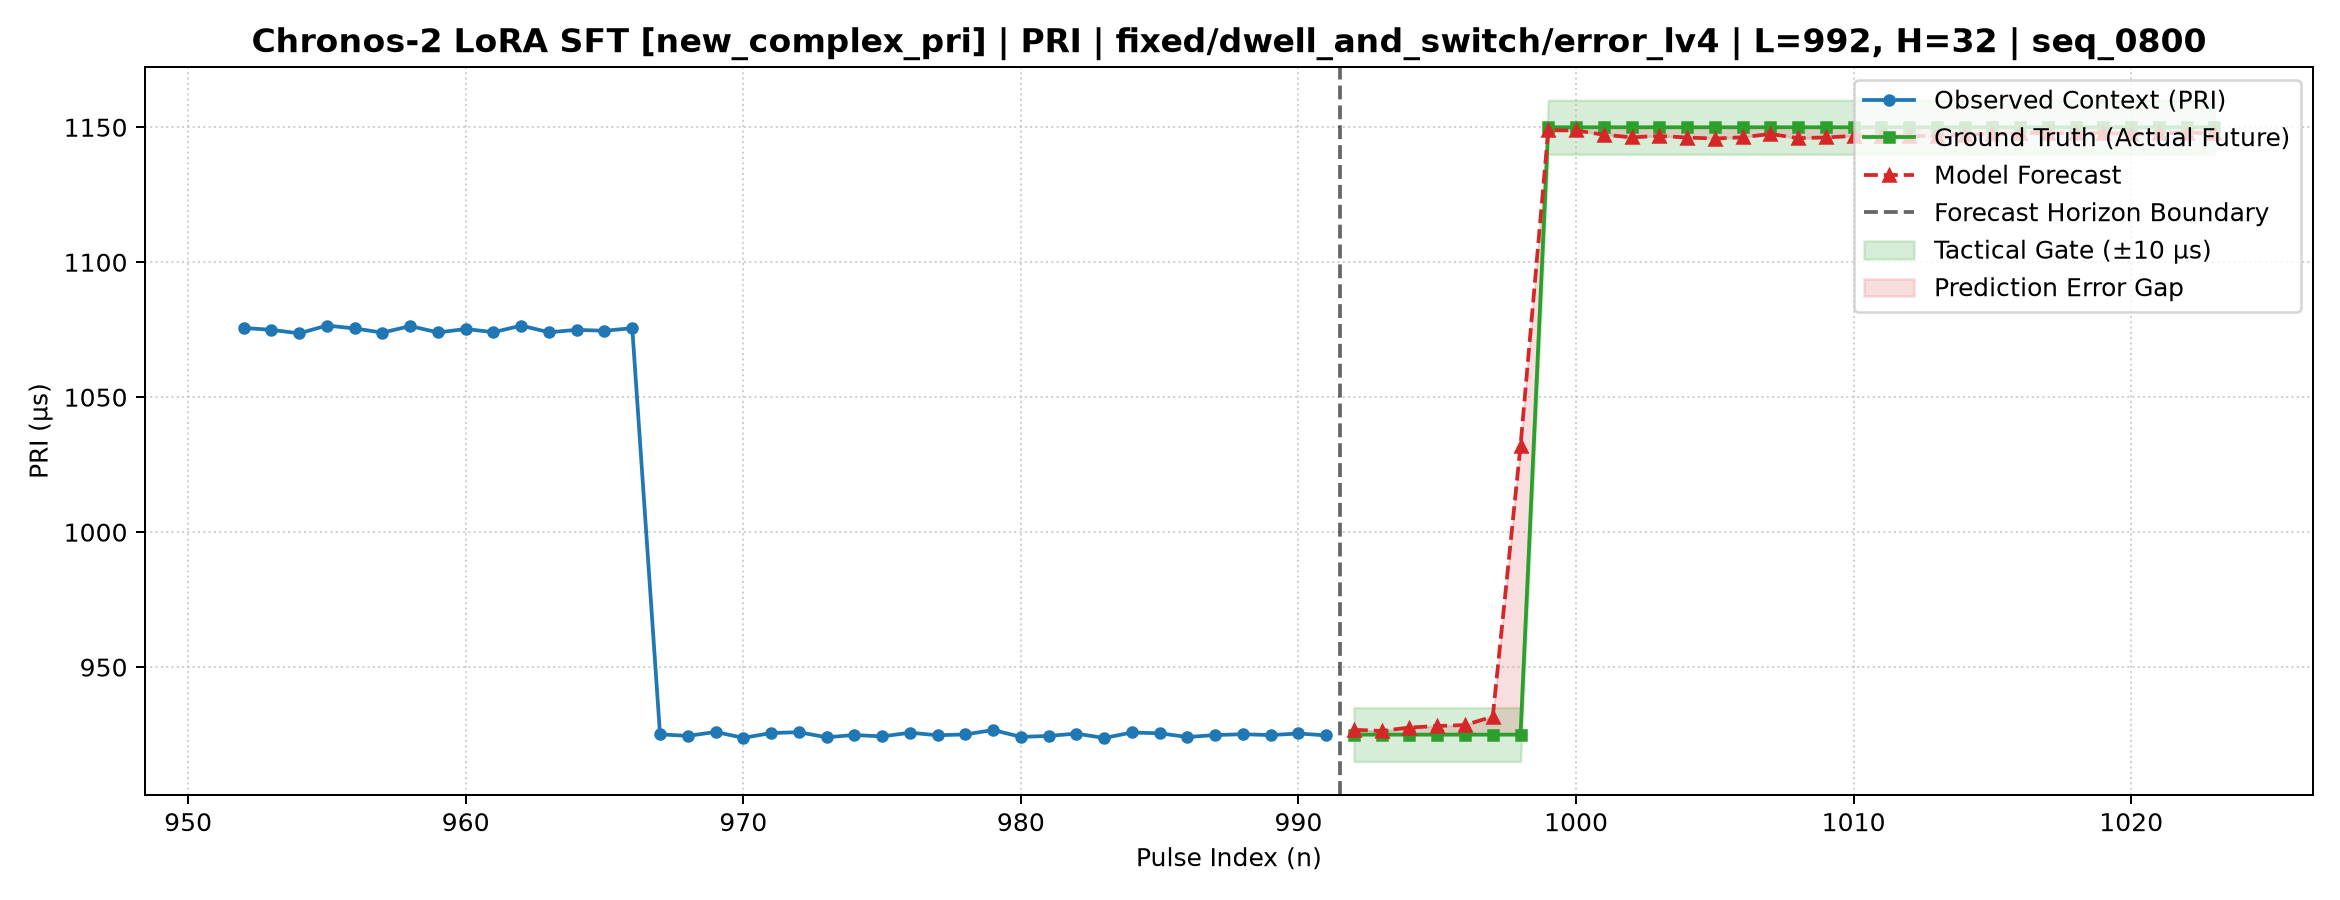 Chronos-2 LoRA SFT [new_complex_pri] | PRI | fixed/dwell_and_switch/error_lv4 | L=992, H=32 | seq_0800
Observed Context (PRI)
Ground Truth (Actual Future)
Model Forecast
Forecast Horizon Boundary
Tactical Gate (±10 µs)
Prediction Error Gap
PRI (µs)
1150
1100
1050
1000
950
950
960
970
980
990
1000
1010
1020
Pulse Index (n)